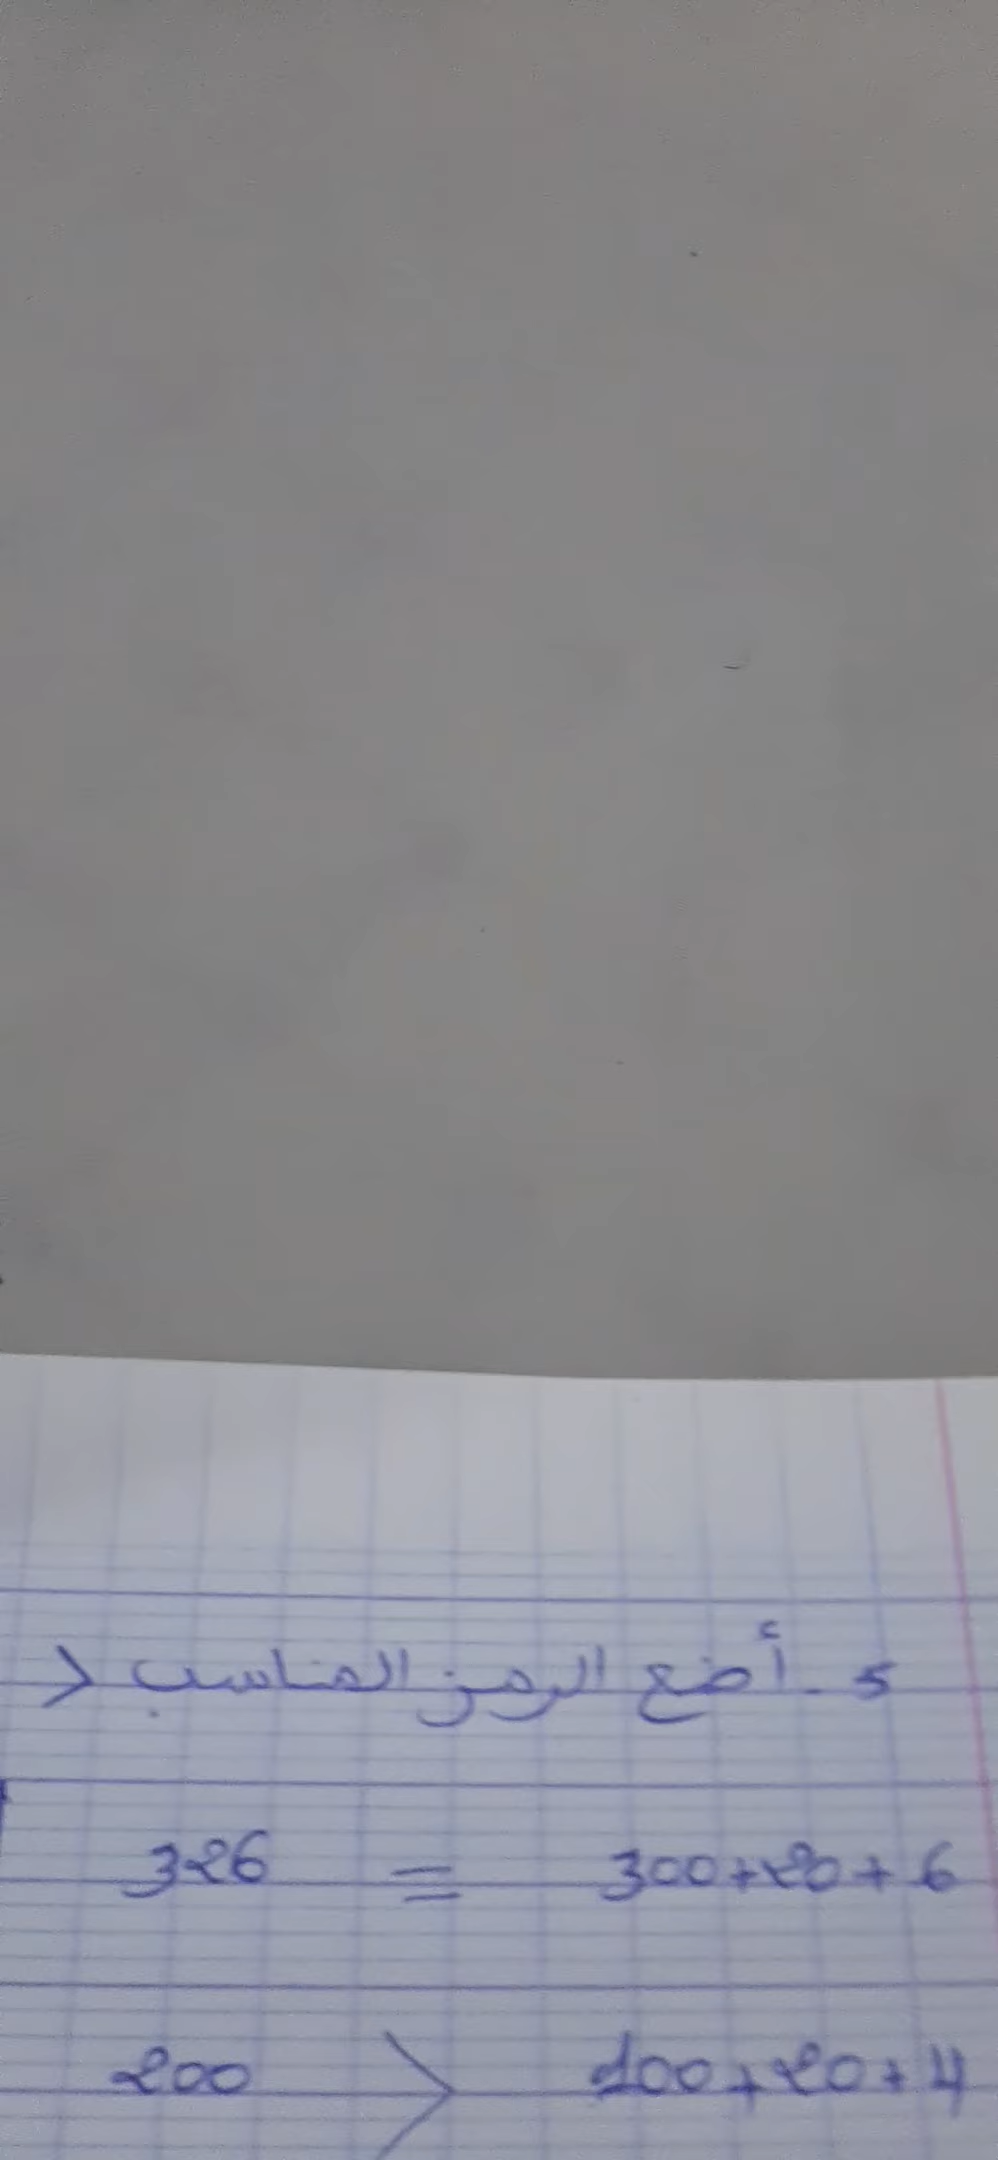 5 - أضع الرمز المناسب >
326 = 300+20+6
200 > 100+20+4